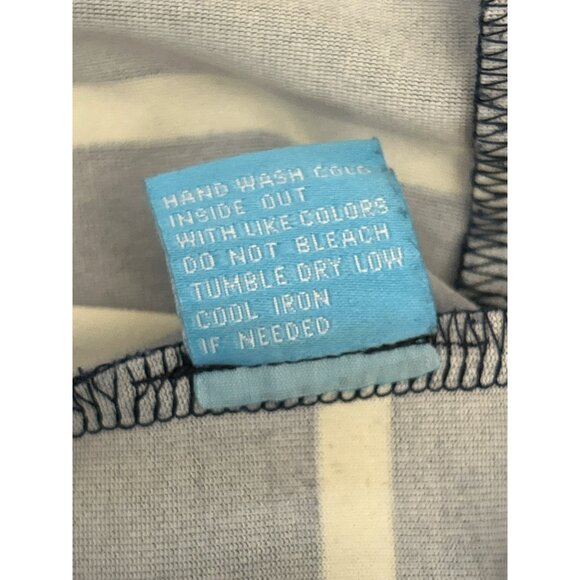 HAND WASH COLD
INSIDE OUT
WITH LIKE COLORS
DO NOT BLEACH
TUMBLE DRY LOW
COOL IRON
IF NEEDED